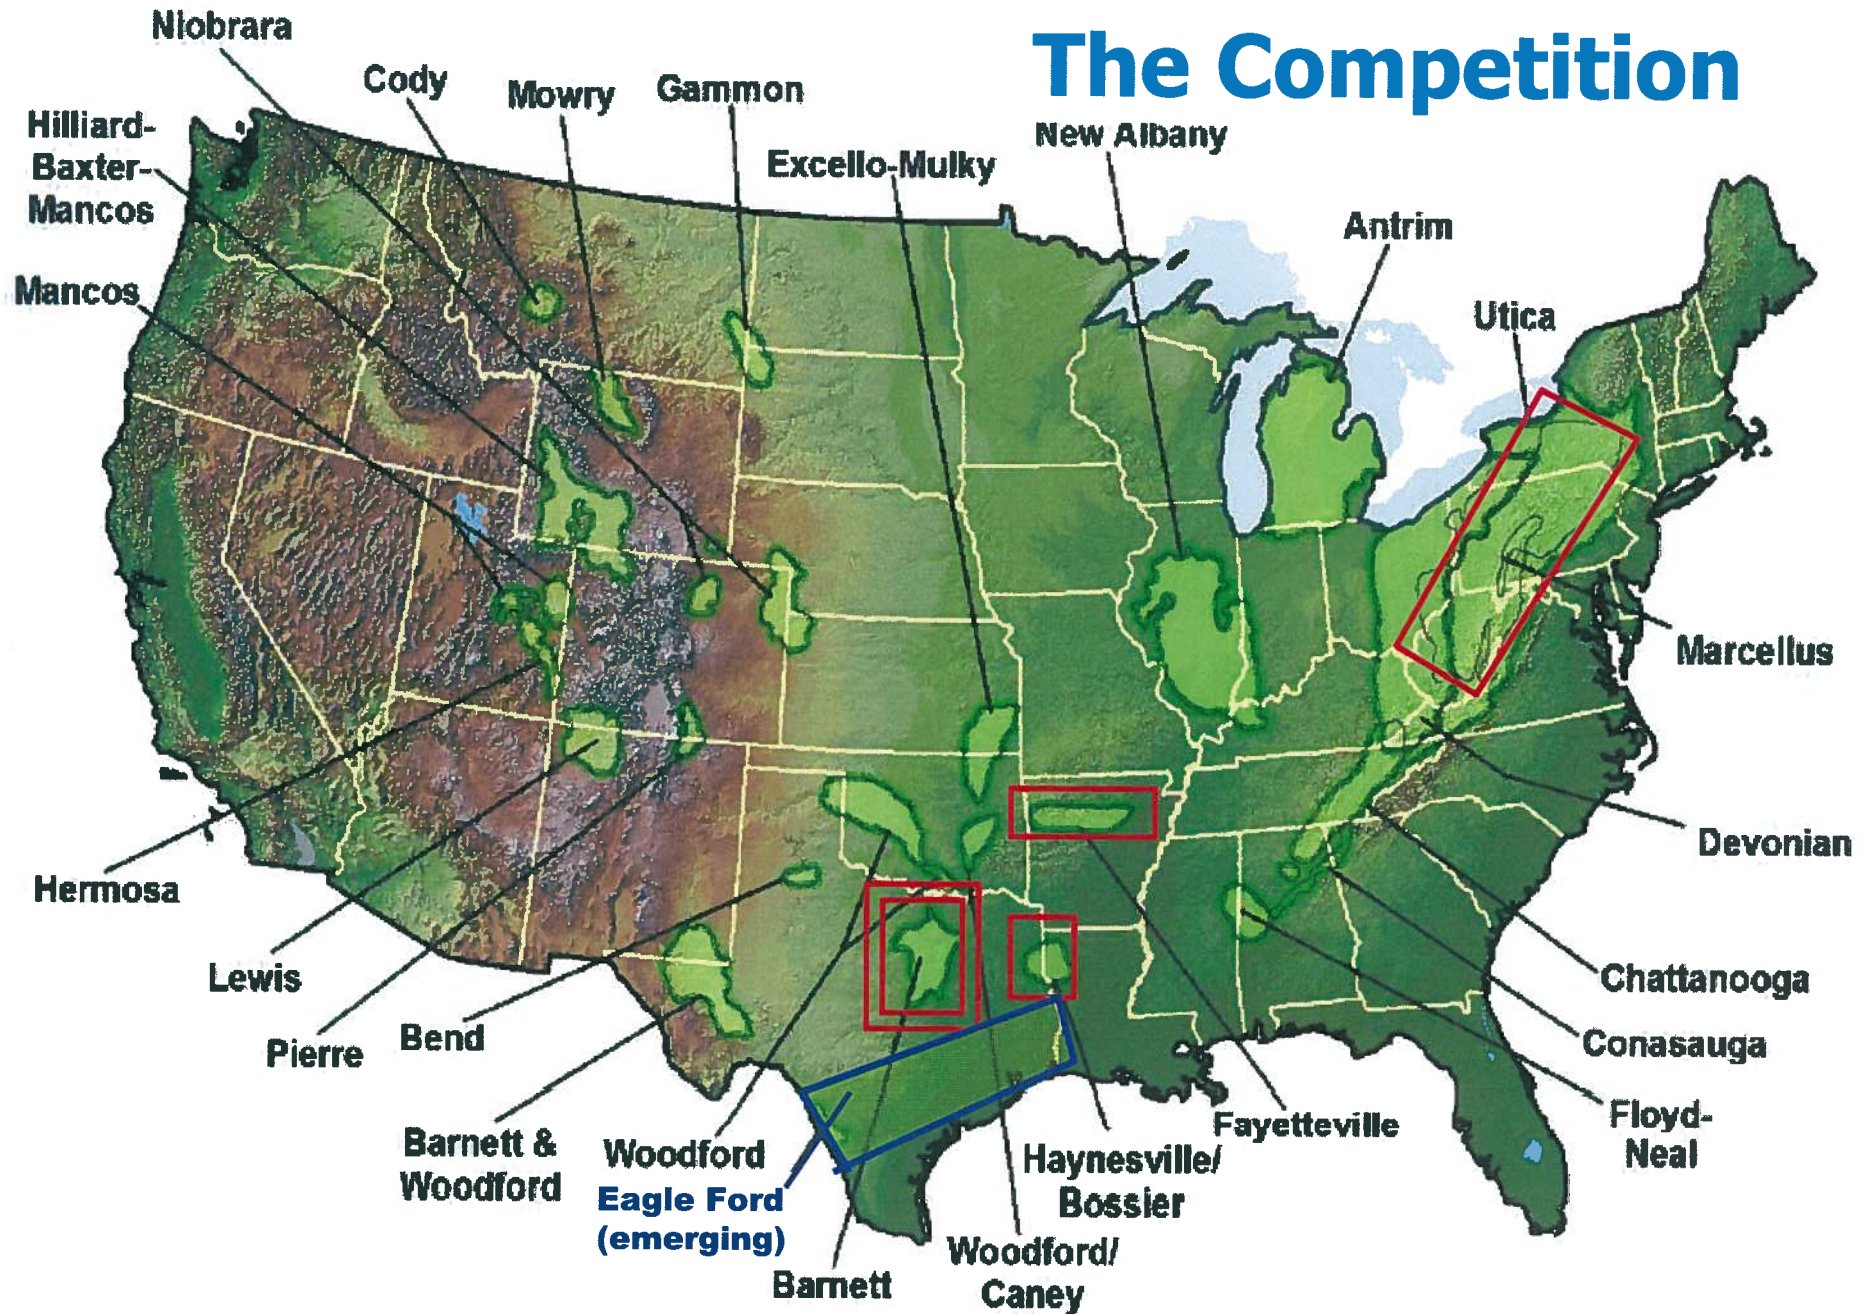 The Competition
Niobrara
Cody
Mowry
Gammon
Hilliard-
Baxter-
Mancos
Excello-Mulky
New Albany
Antrim
Mancos
Utica
Marcellus
Devonian
Hermosa
Lewis
Pierre
Bend
Chattanooga
Conasauga
Floyd-
Neal
Fayetteville
Barnett &
Woodford
Woodford
Eagle Ford
(emerging)
Haynesville/
Bossier
Woodford/
Caney
Barnett